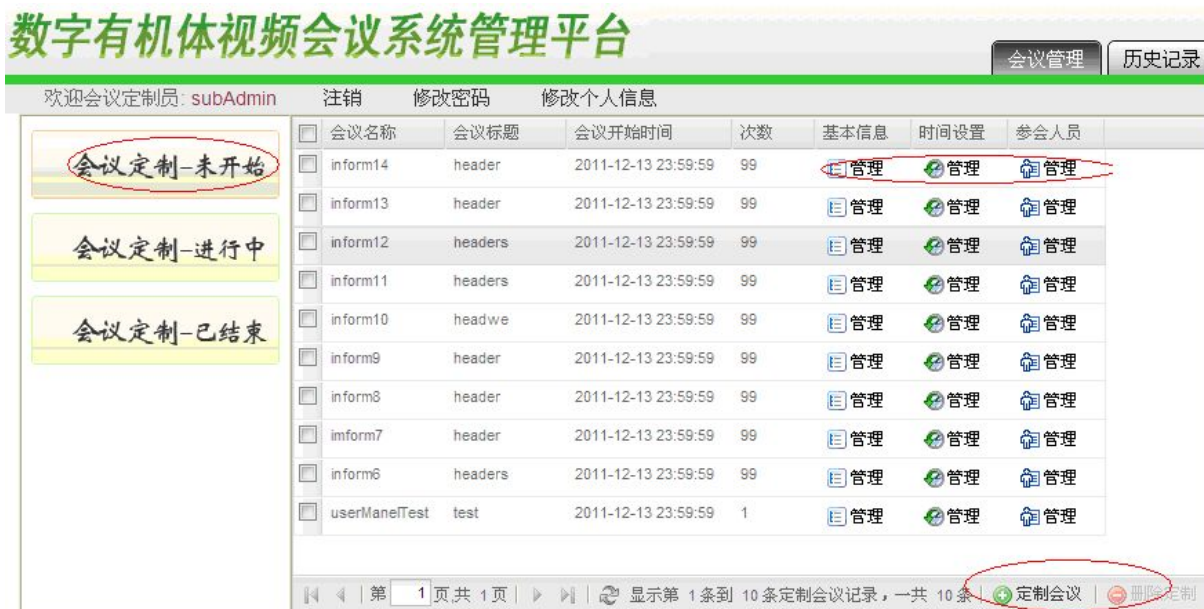 数字有机体视频会议系统管理平台
会议管理 历史记录
欢迎会议定制员: subAdmin 注销 修改密码 修改个人信息
会议定制-未开始
会议定制-进行中
会议定制-已结束
会议名称 会议标题 会议开始时间 次数 基本信息 时间设置 参会人员
inform14 header 2011-12-13 23:59:59 99 管理 管理 管理
inform13 header 2011-12-13 23:59:59 99 管理 管理 管理
inform12 headers 2011-12-13 23:59:59 99 管理 管理 管理
inform11 headers 2011-12-13 23:59:59 99 管理 管理 管理
inform10 headwe 2011-12-13 23:59:59 99 管理 管理 管理
inform9 header 2011-12-13 23:59:59 99 管理 管理 管理
inform8 header 2011-12-13 23:59:59 99 管理 管理 管理
imform7 header 2011-12-13 23:59:59 99 管理 管理 管理
inform6 headers 2011-12-13 23:59:59 99 管理 管理 管理
userManelTest test 2011-12-13 23:59:59 1 管理 管理 管理
第 1 页共 1 页 显示第 1 条到 10 条定制会议记录，一共 10 条 定制会议 删除定制